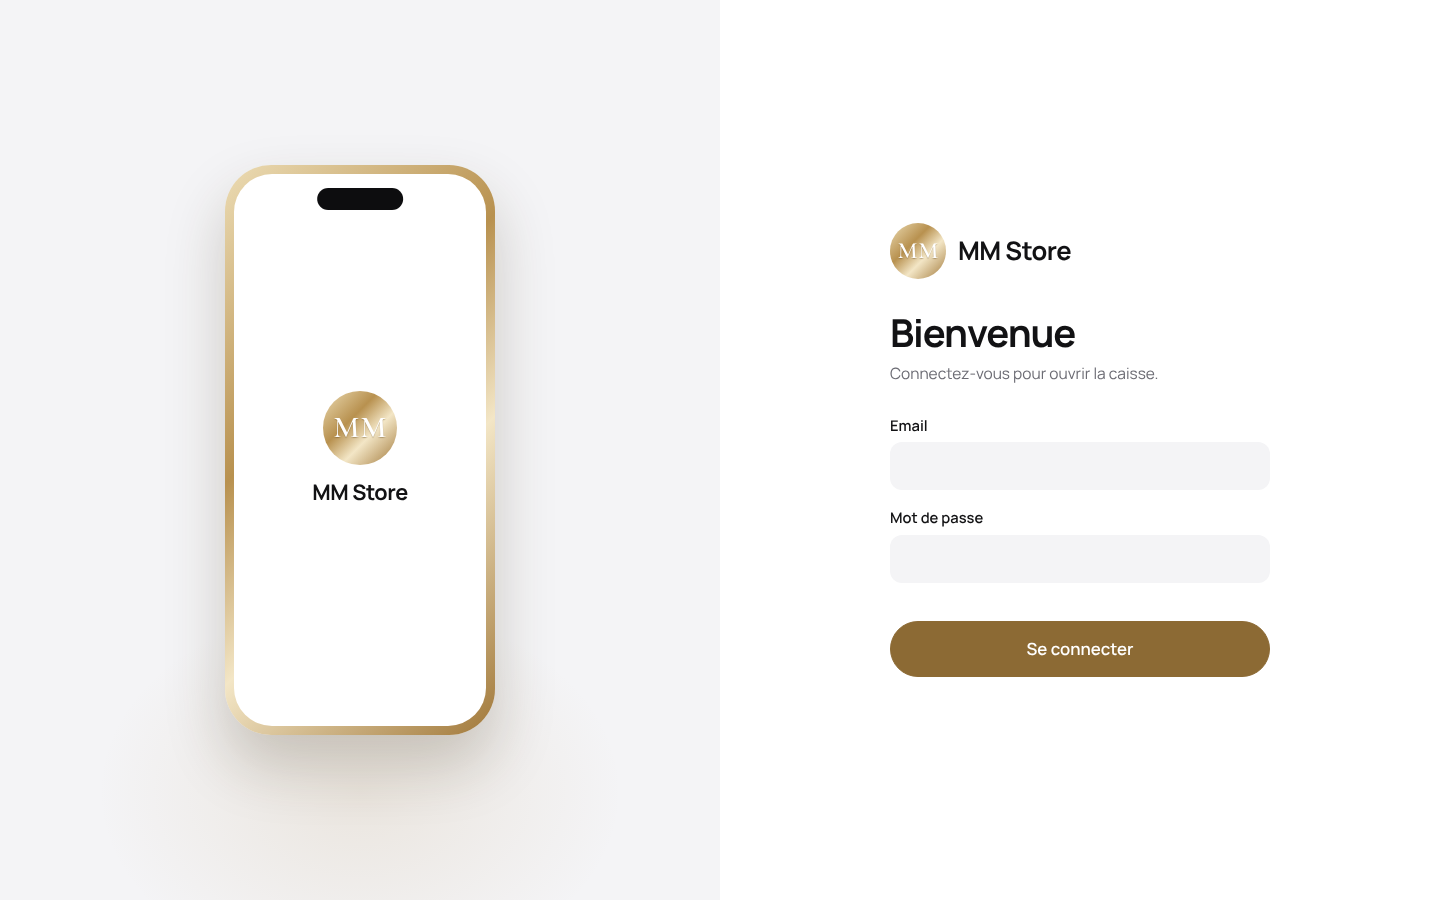 MM
MM Store
MM
MM Store
Bienvenue
Connectez-vous pour ouvrir la caisse.
Email
Mot de passe
Se connecter